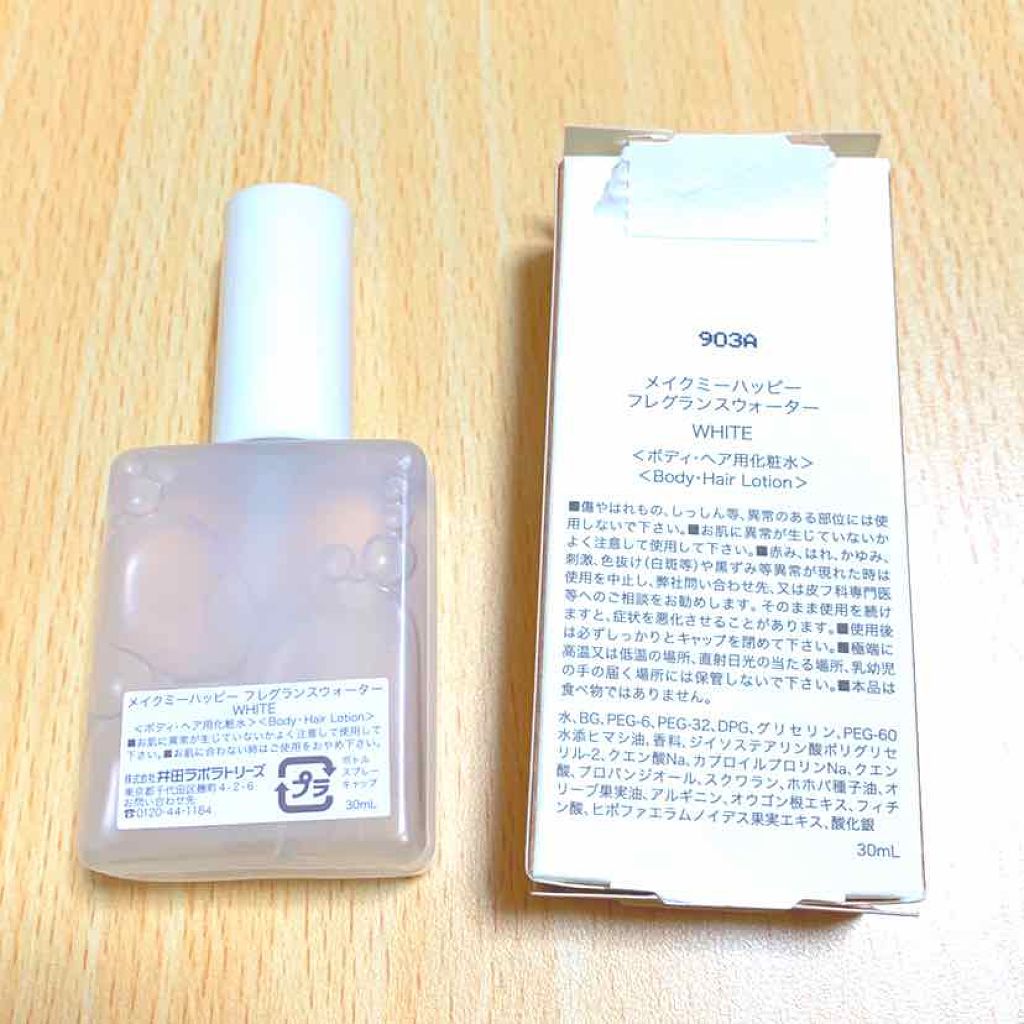 メイクミーハッピー フレグランスウォーター
WHITE
<ボディ・ヘア用化粧水><Body・Hair Lotion>
■お肌に異常が生じていないかよく注意して使用して
下さい。■お肌に合わない時はご使用をおやめ下さい。
株式会社 井田ラボラトリーズ
東京都千代田区麴町4-2-6
お問い合わせ先
☎0120-44-1184
プラ
ボトル
スプレー
キャップ
30mL
903A
メイクミーハッピー
フレグランスウォーター
WHITE
<ボディ・ヘア用化粧水>
<Body・Hair Lotion>
■傷やはれもの、しっしん等、異常のある部位には使
用しないで下さい。■お肌に異常が生じていないか
よく注意して使用して下さい。■赤み、はれ、かゆみ、
刺激、色抜け(白斑等)や黒ずみ等異常が現れた時は
使用を中止し、弊社問い合わせ先、又は皮フ科専門医
等へのご相談をお勧めします。そのまま使用を続け
ますと、症状を悪化させることがあります。■使用後
は必ずしっかりとキャップを閉めて下さい。■極端に
高温又は低温の場所、直射日光の当たる場所、乳幼児
の手の届く場所には保管しないで下さい。■本品は
食べ物ではありません。
水、BG、PEG-6、PEG-32、DPG、グリセリン、PEG-60
水添ヒマシ油、香料、ジイソステアリン酸ポリグリセ
リル-2、クエン酸Na、カプロイルプロリンNa、クエン
酸、プロパンジオール、スクワラン、ホホバ種子油、オ
リーブ果実油、アルギニン、オウゴン根エキス、フィチ
ン酸、ヒポファエラムノイデス果実エキス、酸化銀
30mL